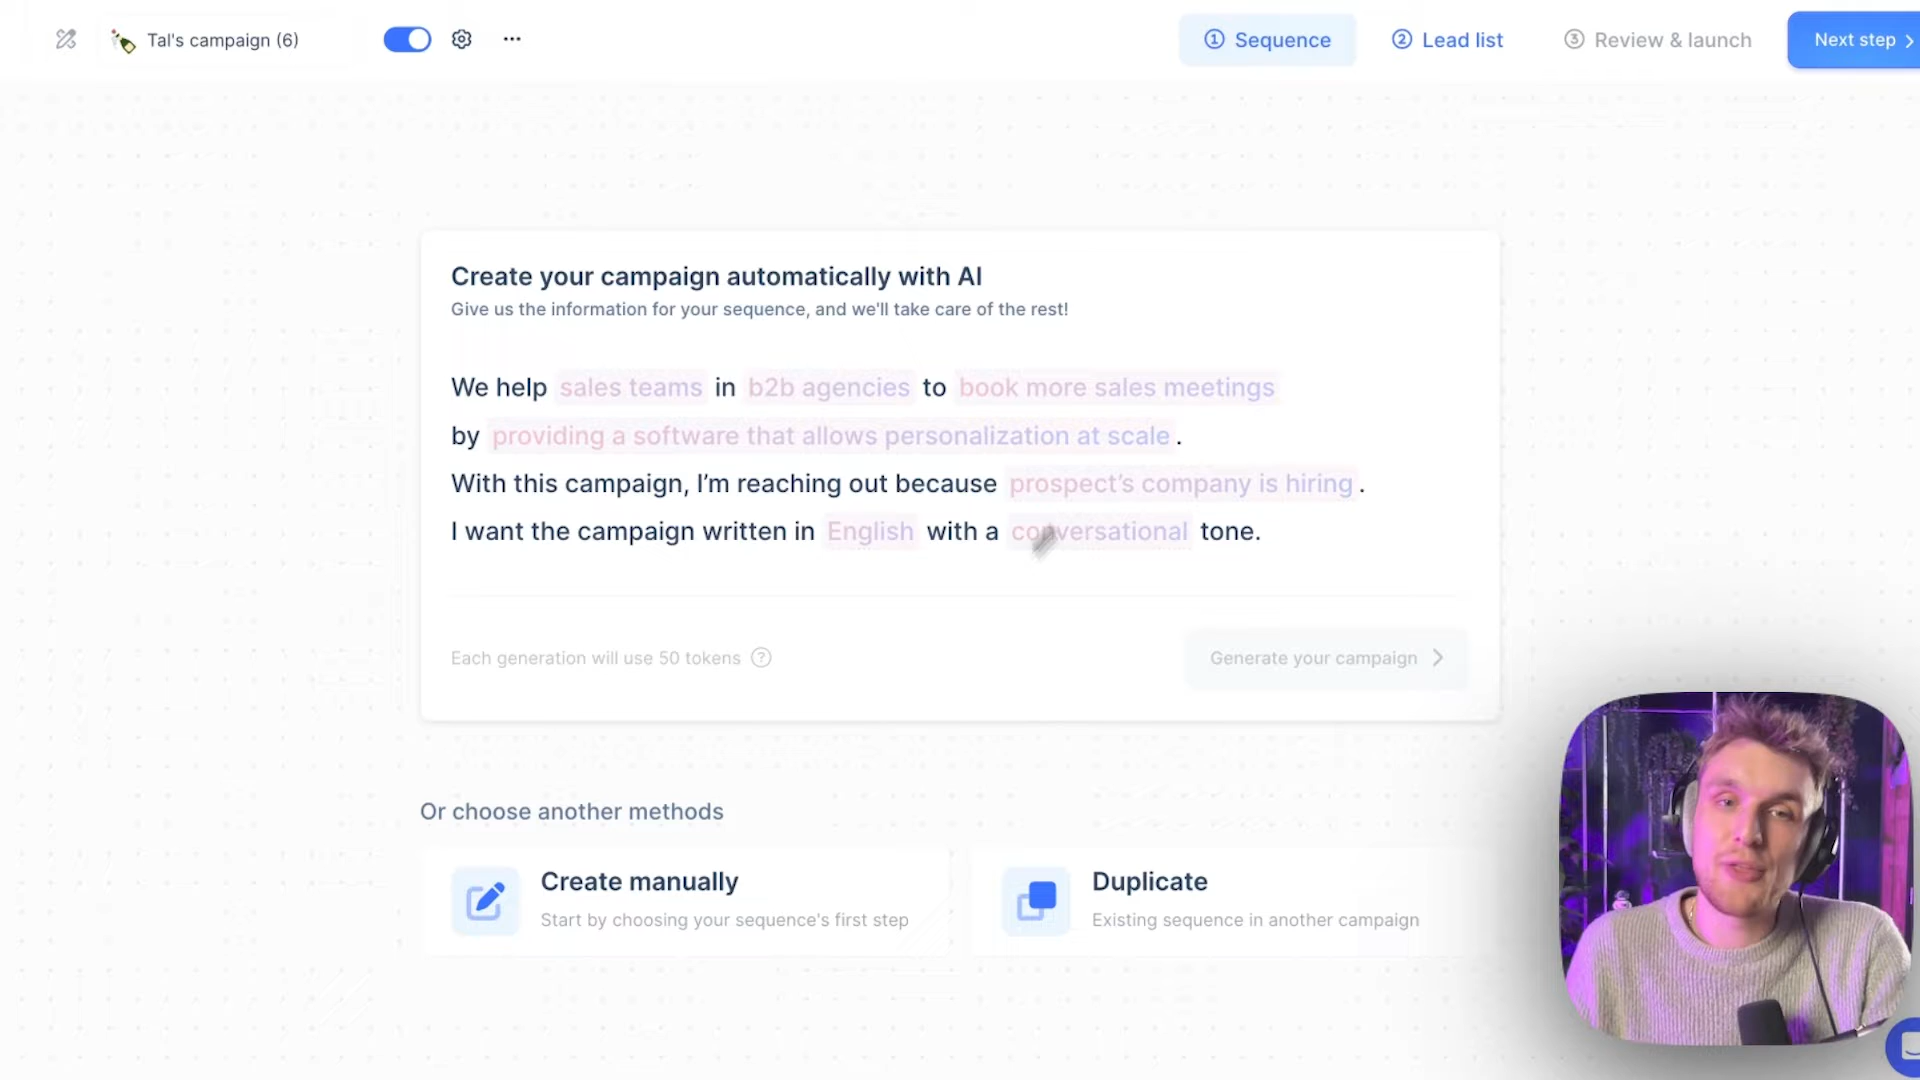 Tal's campaign (6)
1 Sequence
2 Lead list
3 Review & launch
Next step
Create your campaign automatically with AI
Give us the information for your sequence, and we'll take care of the rest!
We help sales teams in b2b agencies to book more sales meetings
by providing a software that allows personalization at scale .
With this campaign, I’m reaching out because prospect’s company is hiring .
I want the campaign written in English with a conversational tone.
Each generation will use 50 tokens ?
Generate your campaign
Or choose another methods
Create manually
Start by choosing your sequence's first step
Duplicate
Existing sequence in another campaign